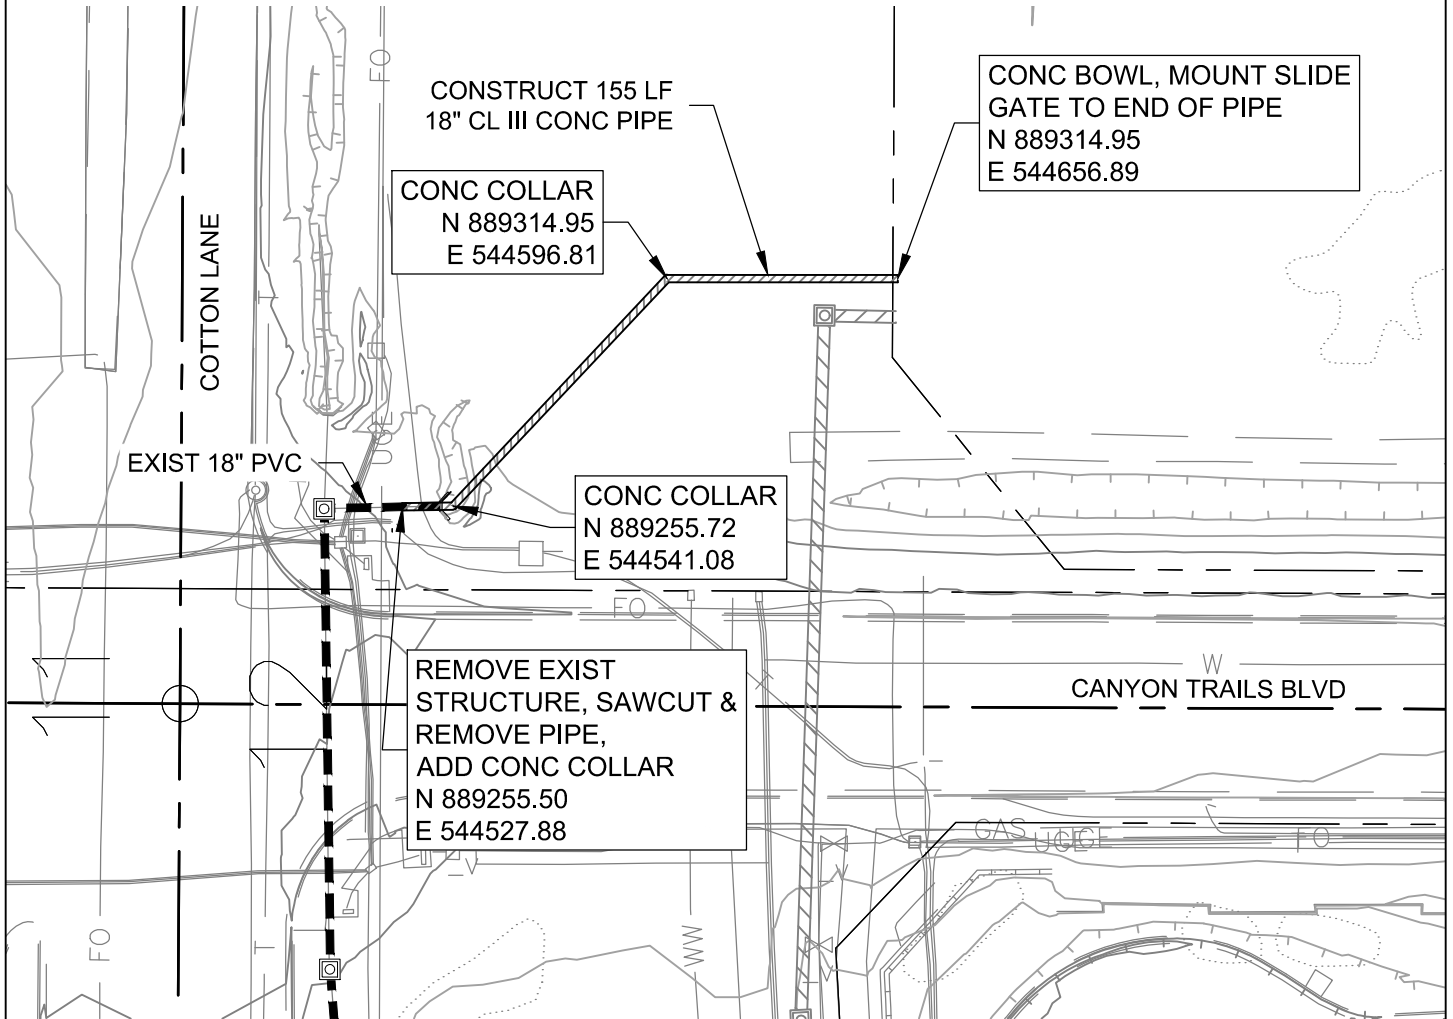 CONSTRUCT 155 LF
18" CL III CONC PIPE
CONC BOWL, MOUNT SLIDE
GATE TO END OF PIPE
N 889314.95
E 544656.89
CONC COLLAR
N 889314.95
E 544596.81
COTTON LANE
FO
T
EXIST 18" PVC
CONC COLLAR
N 889255.72
E 544541.08
FO
REMOVE EXIST
STRUCTURE, SAWCUT &
REMOVE PIPE,
ADD CONC COLLAR
N 889255.50
E 544527.88
W
CANYON TRAILS BLVD
11
12
GAS
FO
FO
T
WW